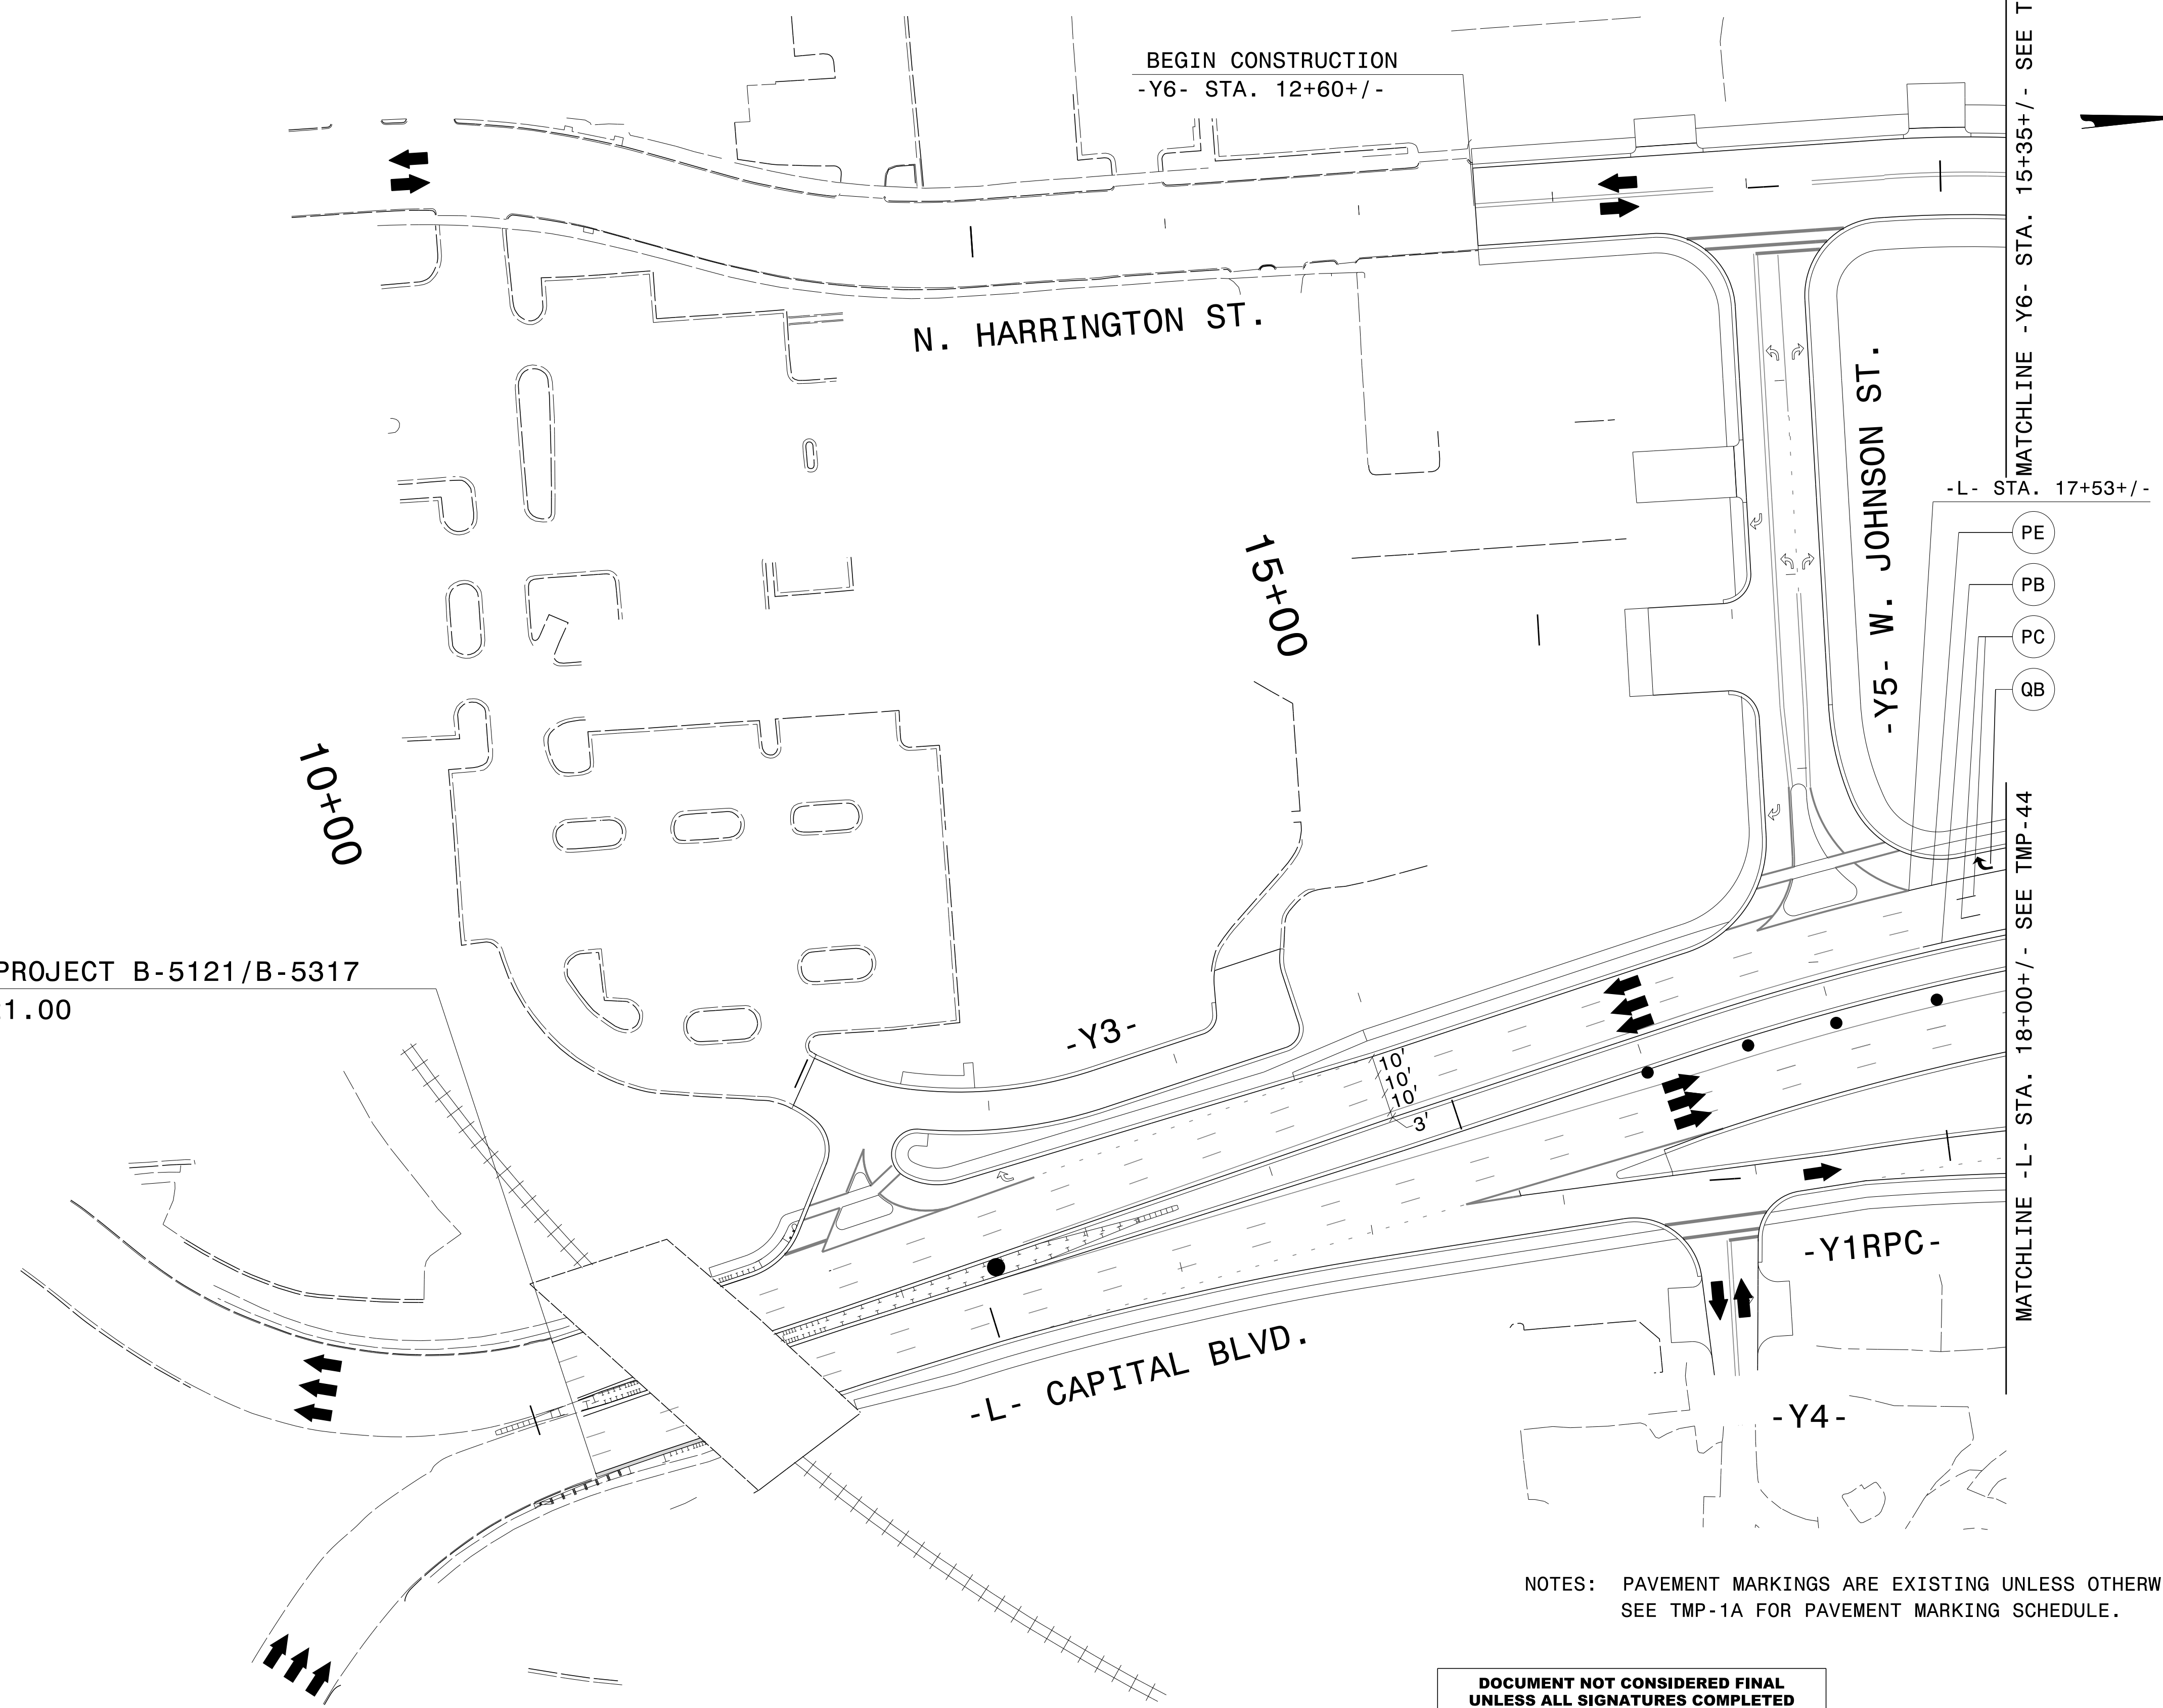 BEGIN CONSTRUCTION
-Y6- STA. 12+60+/-
MATCHLINE -Y6- STA. 15+35+/- SEE
N. HARRINGTON ST.
-Y5- W. JOHNSON ST.
-L- STA. 17+53+/-
PE
PB
PC
QB
15+00
10+00
MATCHLINE -L- STA. 18+00+/- SEE TMP-44
PROJECT B-5121/B-5317
1.00
-Y3-
10'
10'
10'
3'
-Y1RPC-
-L- CAPITAL BLVD.
-Y4-
NOTES: PAVEMENT MARKINGS ARE EXISTING UNLESS
SEE TMP-1A FOR PAVEMENT MARKING SCHEDULE.
DOCUMENT NOT CONSIDERED FINAL
UNLESS ALL SIGNATURES COMPLETED